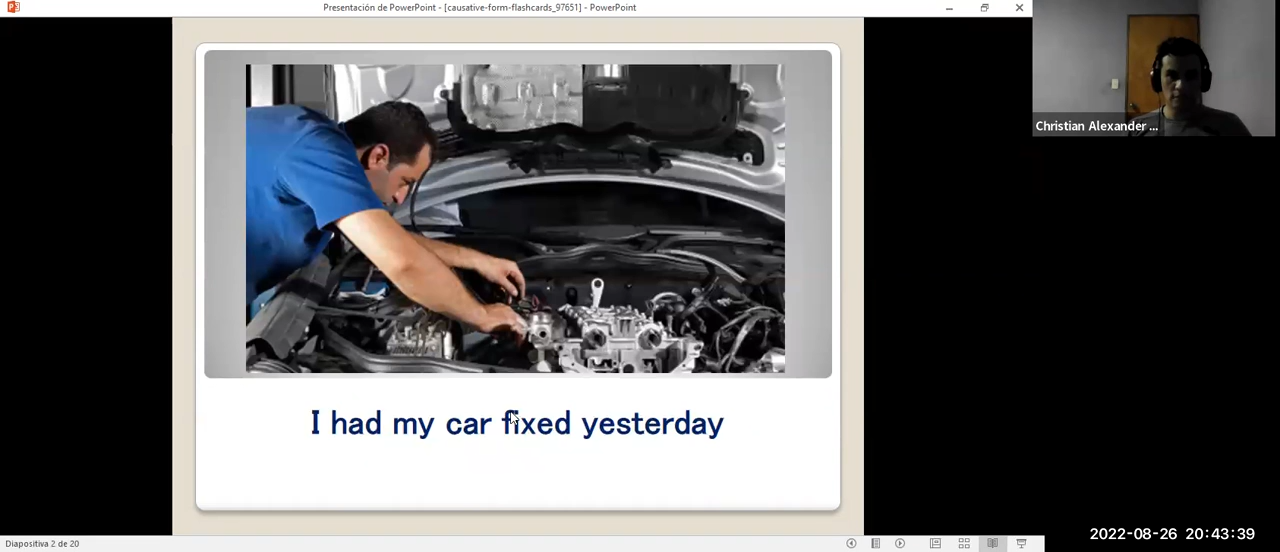 Presentación de PowerPoint - [causative-form-flashcards_97651] - PowerPoint
Christian Alexander ...
I had my car fixed yesterday
Diapositiva 2 de 20
2022-08-26 20:43:39